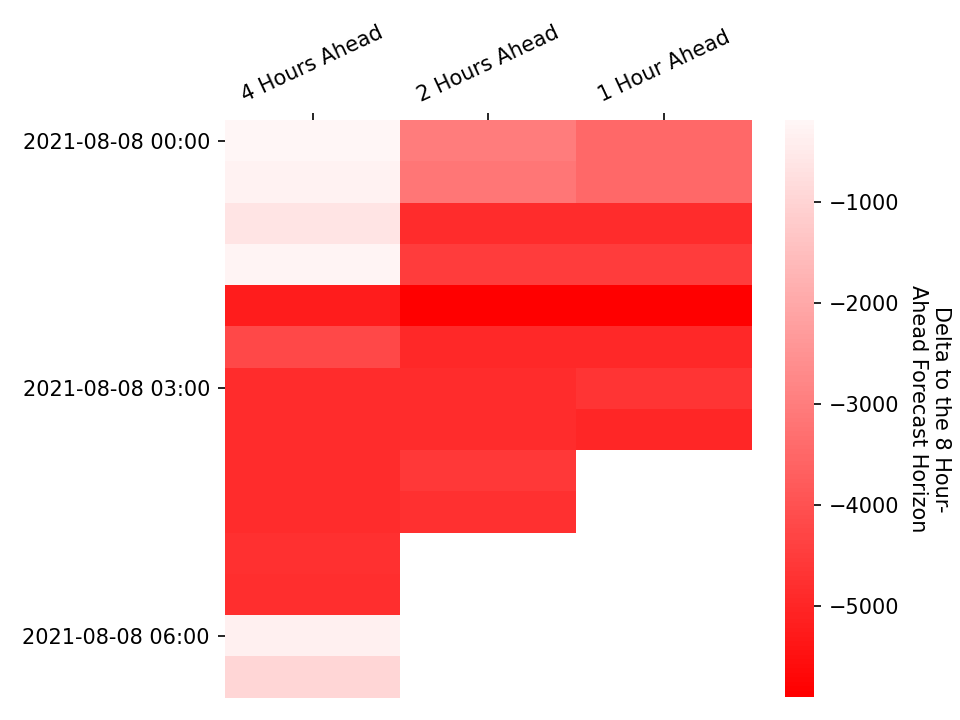 4 Hours Ahead
2 Hours Ahead
1 Hour Ahead
2021-08-08 00:00
2021-08-08 03:00
2021-08-08 06:00
−1000
−2000
−3000
−4000
−5000
Delta to the 8 Hour-
Ahead Forecast Horizon